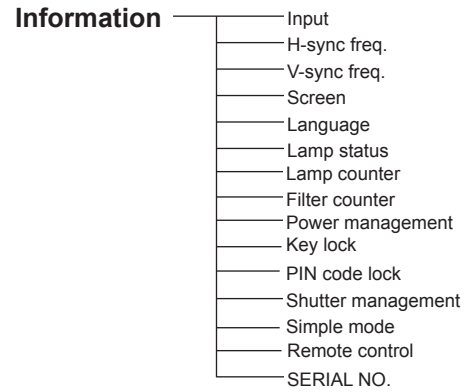 Information
Input
H-sync freq.
V-sync freq.
Screen
Language
Lamp status
Lamp counter
Filter counter
Power management
Key lock
PIN code lock
Shutter management
Simple mode
Remote control
SERIAL NO.